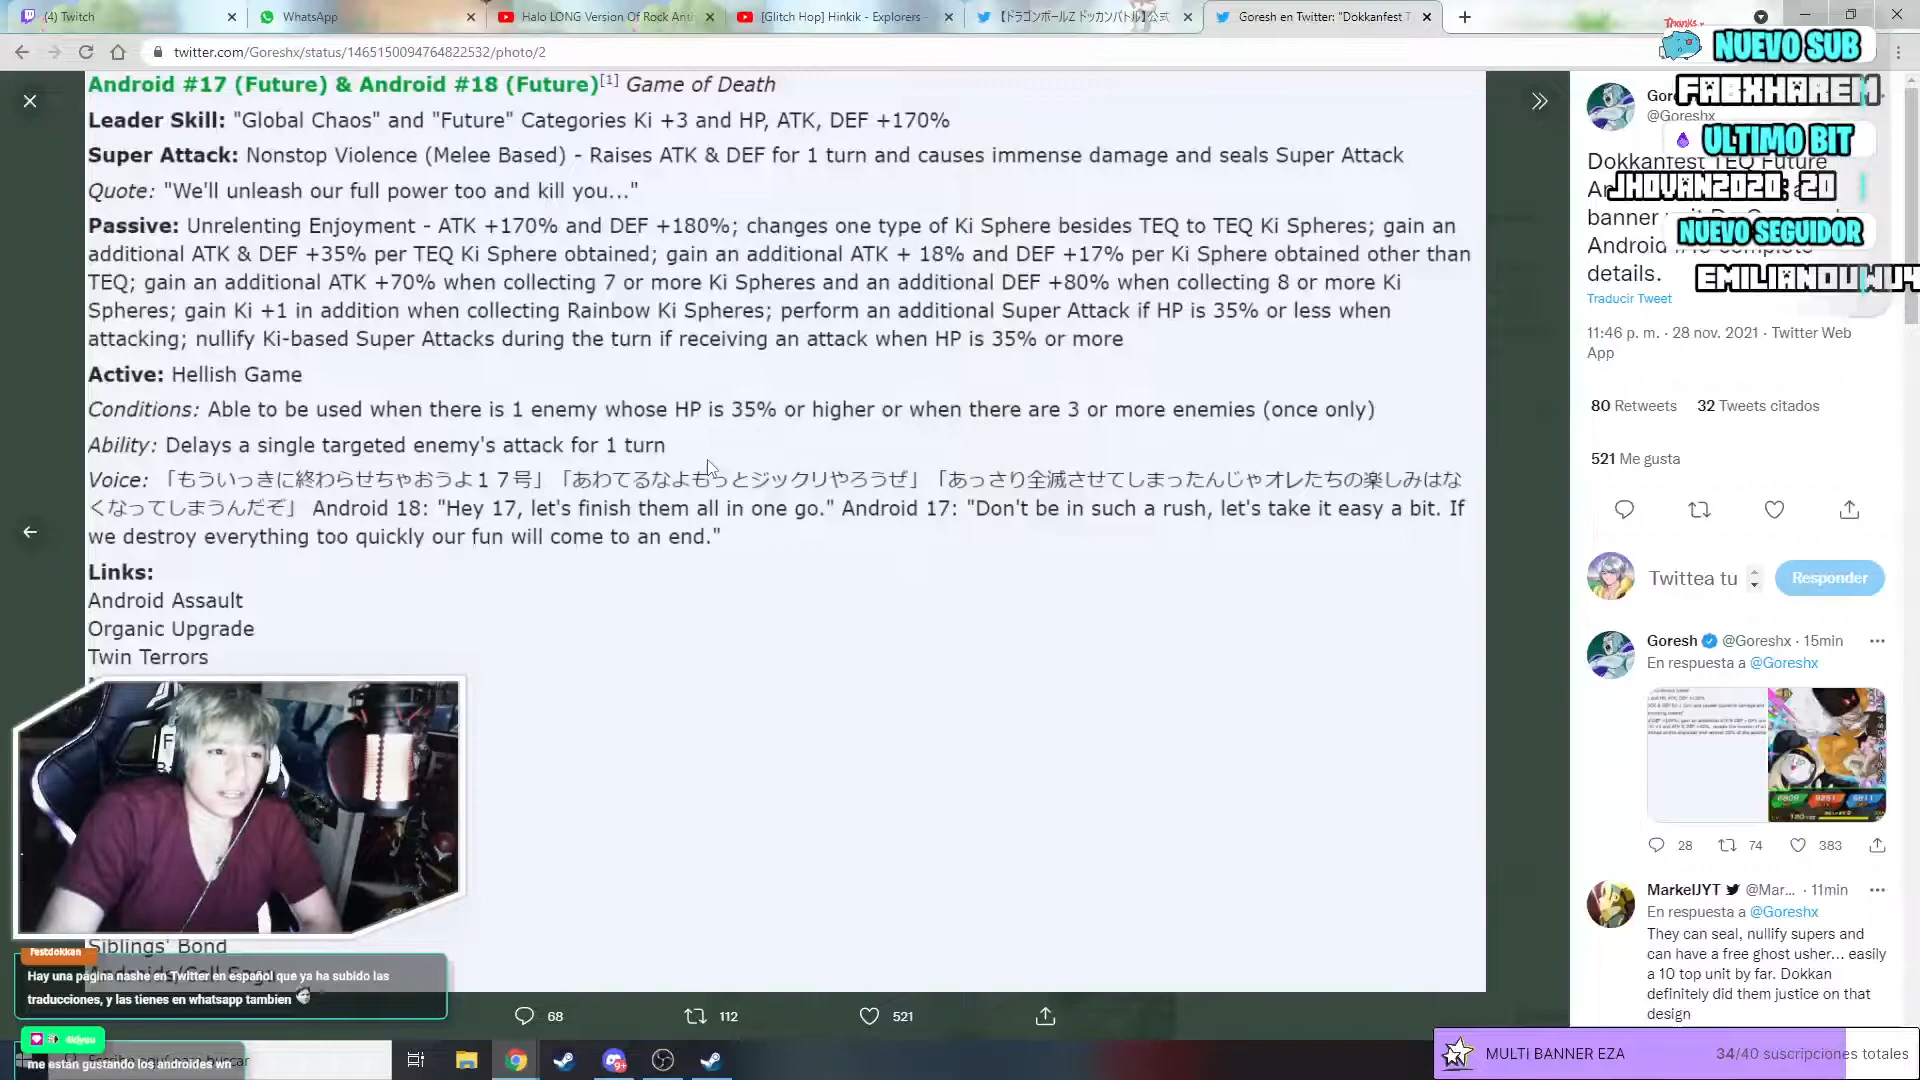 (4) Twitch
WhatsApp
Halo LONG Version Of Rock Anth
[Glitch Hop] Hinkik - Explorers -
【ドラゴンボールZ ドッカンバトル】公式
Goresh en Twitter: "Dokkanfest T
twitter.com/Goreshx/status/1465150094764822532/photo/2
Android #17 (Future) & Android #18 (Future)[1] Game of Death
Leader Skill: "Global Chaos" and "Future" Categories Ki +3 and HP, ATK, DEF +170%
Super Attack: Nonstop Violence (Melee Based) - Raises ATK & DEF for 1 turn and causes immense damage and seals Super Attack
Quote: "We'll unleash our full power too and kill you..."
Passive: Unrelenting Enjoyment - ATK +170% and DEF +180%; changes one type of Ki Sphere besides TEQ to TEQ Ki Spheres; gain an
additional ATK & DEF +35% per TEQ Ki Sphere obtained; gain an additional ATK + 18% and DEF +17% per Ki Sphere obtained other than
TEQ; gain an additional ATK +70% when collecting 7 or more Ki Spheres and an additional DEF +80% when collecting 8 or more Ki
Spheres; gain Ki +1 in addition when collecting Rainbow Ki Spheres; perform an additional Super Attack if HP is 35% or less when
attacking; nullify Ki-based Super Attacks during the turn if receiving an attack when HP is 35% or more
Active: Hellish Game
Conditions: Able to be used when there is 1 enemy whose HP is 35% or higher or when there are 3 or more enemies (once only)
Ability: Delays a single targeted enemy's attack for 1 turn
Voice: 「もういっきに終わらせちゃおうよ１７号」「あわてるなよもっとジックリやろうぜ」「あっさり全滅させてしまったんじゃオレたちの楽しみはな
くなってしまうんだぞ」 Android 18: "Hey 17, let's finish them all in one go." Android 17: "Don't be in such a rush, let's take it easy a bit. If
we destroy everything too quickly our fun will come to an end."
Links:
Android Assault
Organic Upgrade
Twin Terrors
Siblings' Bond
Androids/Cell Saga
Festdokkan
Hay una página nashe en Twitter en español que ya ha subido las
traducciones, y las tienes en whatsapp tambien
4kiyuu
me están gustando los androides wn
68
112
521
THANKS
NUEVO SUB
FABXHAREM
ULTIMO BIT
JHOVAN2020: 20
NUEVO SEGUIDOR
EMILIANOUWU4
@Goreshx
Dokkanfest TEQ Future
banner unit
Android #18 complete
details.
Traducir Tweet
11:46 p. m. · 28 nov. 2021 · Twitter Web
App
80 Retweets 32 Tweets citados
521 Me gusta
Twittea tu
Responder
Goresh @Goreshx · 15min
En respuesta a @Goreshx
28 74 383
MarkelJYT @Mar... · 11min
En respuesta a @Goreshx
They can seal, nullify supers and
can have a free ghost usher... easily
a 10 top unit by far. Dokkan
definitely did them justice on that
design
MULTI BANNER EZA 34/40 suscripciones totales